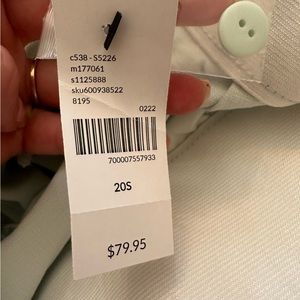 c538 - S5226
m177061
s1125888
sku600938522
8195
0222
700007557933
20S
$79.95